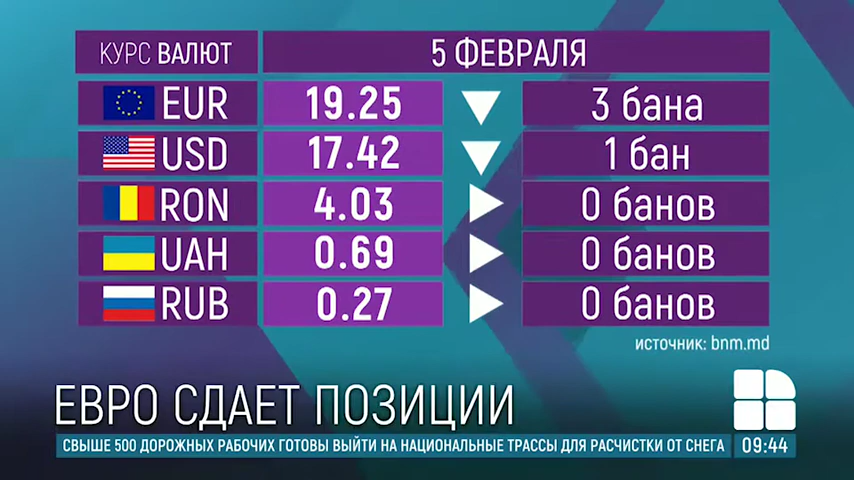 КУРС ВАЛЮТ 5 ФЕВРАЛЯ
EUR 19.25 3 бана
USD 17.42 1 бан
RON 4.03 0 банов
UAH 0.69 0 банов
RUB 0.27 0 банов
источник: bnm.md
ЕВРО СДАЕТ ПОЗИЦИИ
СВЫШЕ 500 ДОРОЖНЫХ РАБОЧИХ ГОТОВЫ ВЫЙТИ НА НАЦИОНАЛЬНЫЕ ТРАССЫ ДЛЯ РАСЧИСТКИ ОТ СНЕГА 09:44